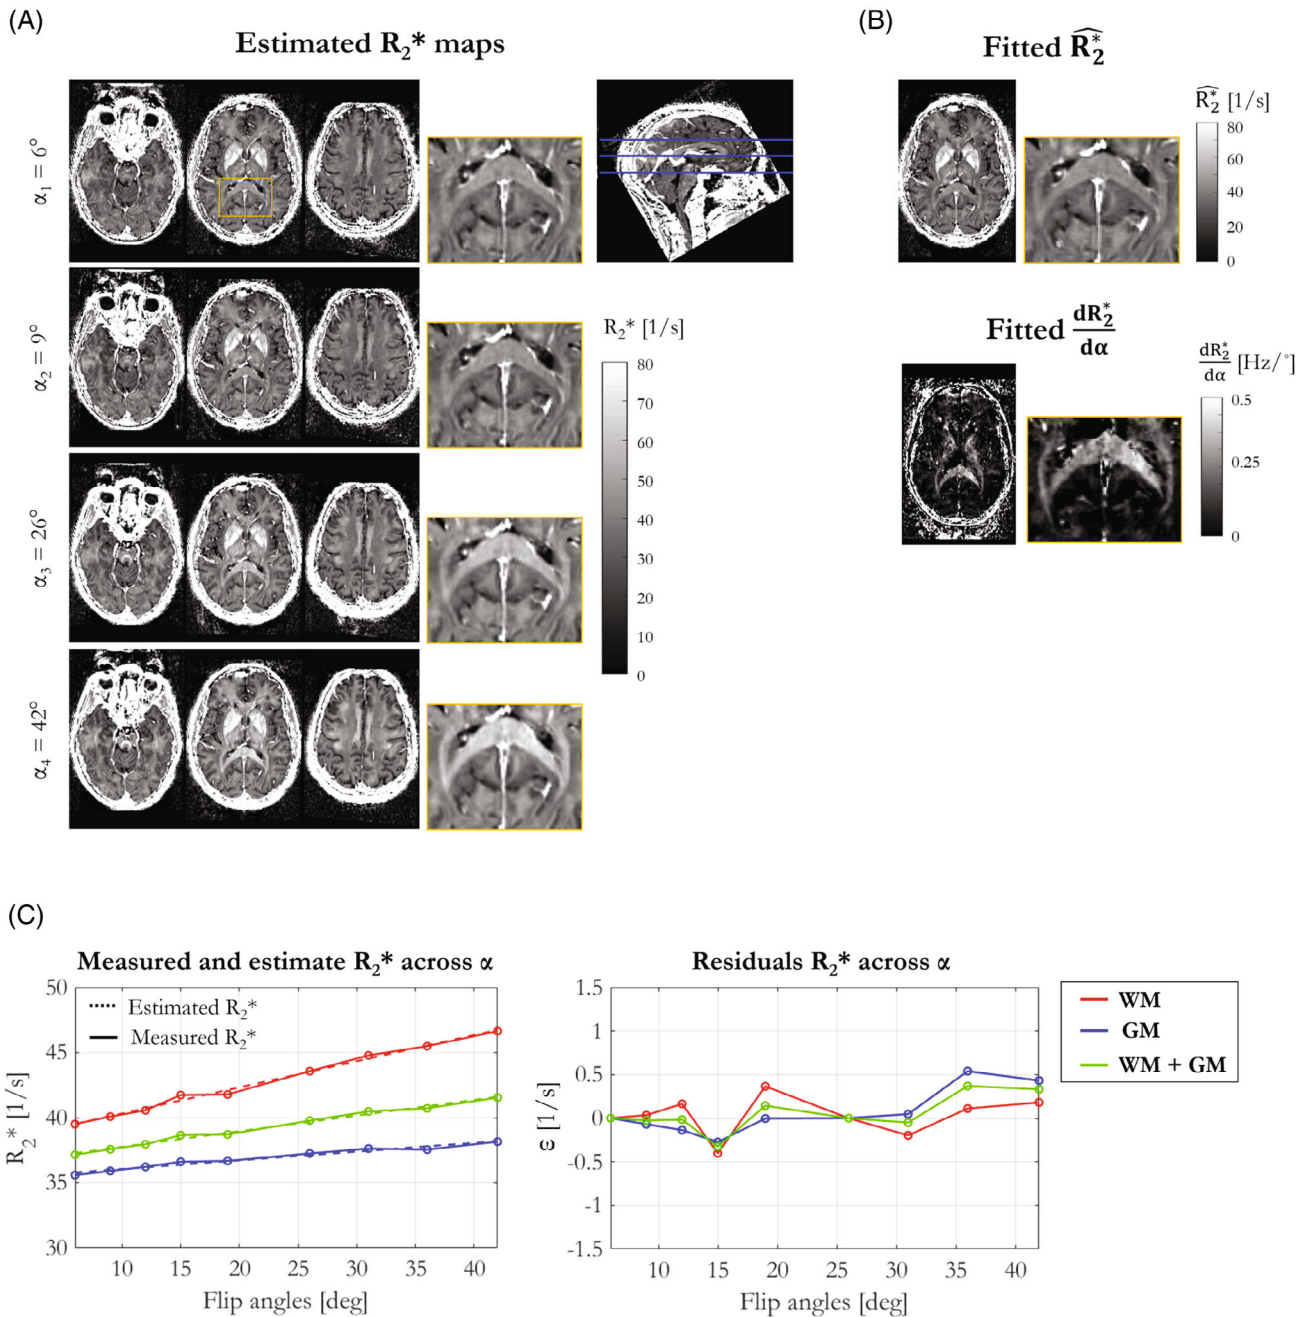 (A)
Estimated R₂* maps
α₁ = 6°
α₂ = 9°
α₃ = 26°
α₄ = 42°
R₂* [1/s]
80
70
60
50
40
30
20
10
0
(B)
Fitted R̂₂*
R̂₂* [1/s]
80
60
40
20
0
Fitted dR₂*/dα
dR₂*/dα [Hz/°]
0.5
0.25
0
(C)
Measured and estimate R₂* across α
Estimated R₂*
Measured R₂*
R₂* [1/s]
50
45
40
35
30
10 15 20 25 30 35 40
Flip angles [deg]
Residuals R₂* across α
ε [1/s]
1.5
1
0.5
0
-0.5
-1
-1.5
10 15 20 25 30 35 40
Flip angles [deg]
WM
GM
WM + GM